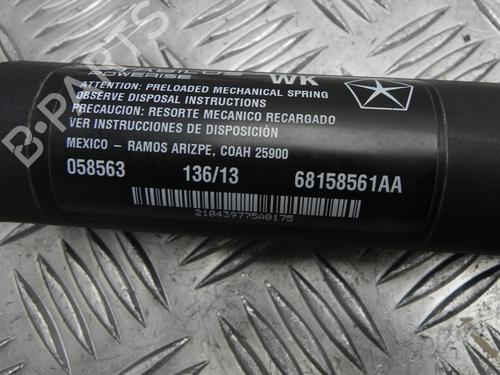 STABILUS
POWERISE WK
ATTENTION: PRELOADED MECHANICAL SPRING
OBSERVE DISPOSAL INSTRUCTIONS
PRECAUCION: RESORTE MECANICO RECARGADO
VER INSTRUCCIONES DE DISPOSICIÓN
MEXICO - RAMOS ARIZPE, COAH 25900
058563 136/13 68158561AA
210439775A0175
B-PARTS